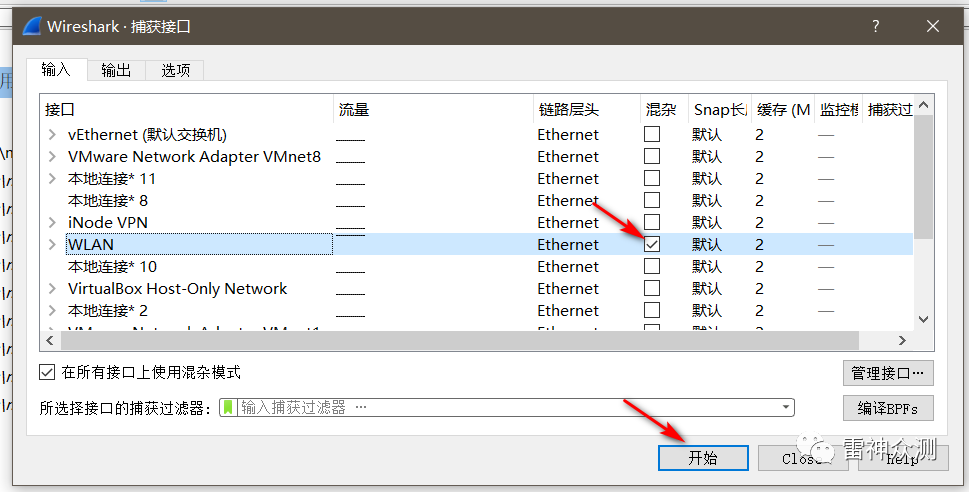 Wireshark · 捕获接口
输入 输出 选项
接口 流量 链路层头 混杂 Snap长 缓存 (M 监控模 捕获过
vEthernet (默认交换机) Ethernet 默认 2 —
VMware Network Adapter VMnet8 Ethernet 默认 2 —
本地连接* 11 Ethernet 默认 2 —
本地连接* 8 Ethernet 默认 2 —
iNode VPN Ethernet 默认 2 —
WLAN Ethernet 默认 2 —
本地连接* 10 Ethernet 默认 2 —
VirtualBox Host-Only Network Ethernet 默认 2 —
本地连接* 2 Ethernet 默认 2 —
VMware Network Adapter VMnet1 Ethernet 默认 2
在所有接口上使用混杂模式
管理接口…
所选择接口的捕获过滤器: 输入捕获过滤器 …
编译BPFs
开始 Close Help
雷神众测